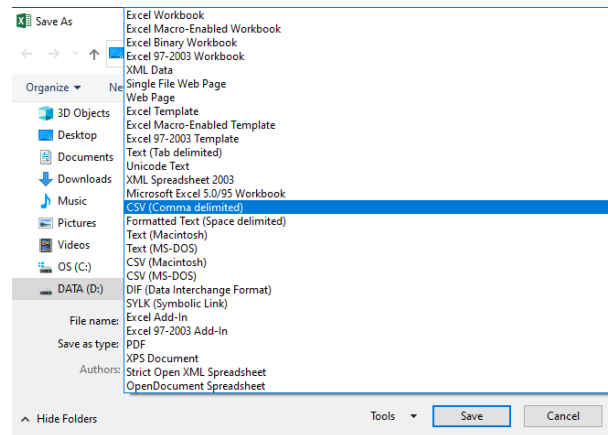 Save As
Organize
Ne
3D Objects
Desktop
Documents
Downloads
Music
Pictures
Videos
OS (C:)
DATA (D:)
File name:
Save as type:
Authors:
Excel Workbook
Excel Macro-Enabled Workbook
Excel Binary Workbook
Excel 97-2003 Workbook
XML Data
Single File Web Page
Web Page
Excel Template
Excel Macro-Enabled Template
Excel 97-2003 Template
Text (Tab delimited)
Unicode Text
XML Spreadsheet 2003
Microsoft Excel 5.0/95 Workbook
CSV (Comma delimited)
Formatted Text (Space delimited)
Text (Macintosh)
Text (MS-DOS)
CSV (Macintosh)
CSV (MS-DOS)
DIF (Data Interchange Format)
SYLK (Symbolic Link)
Excel Add-In
Excel 97-2003 Add-In
PDF
XPS Document
Strict Open XML Spreadsheet
OpenDocument Spreadsheet
Hide Folders
Tools
Save
Cancel